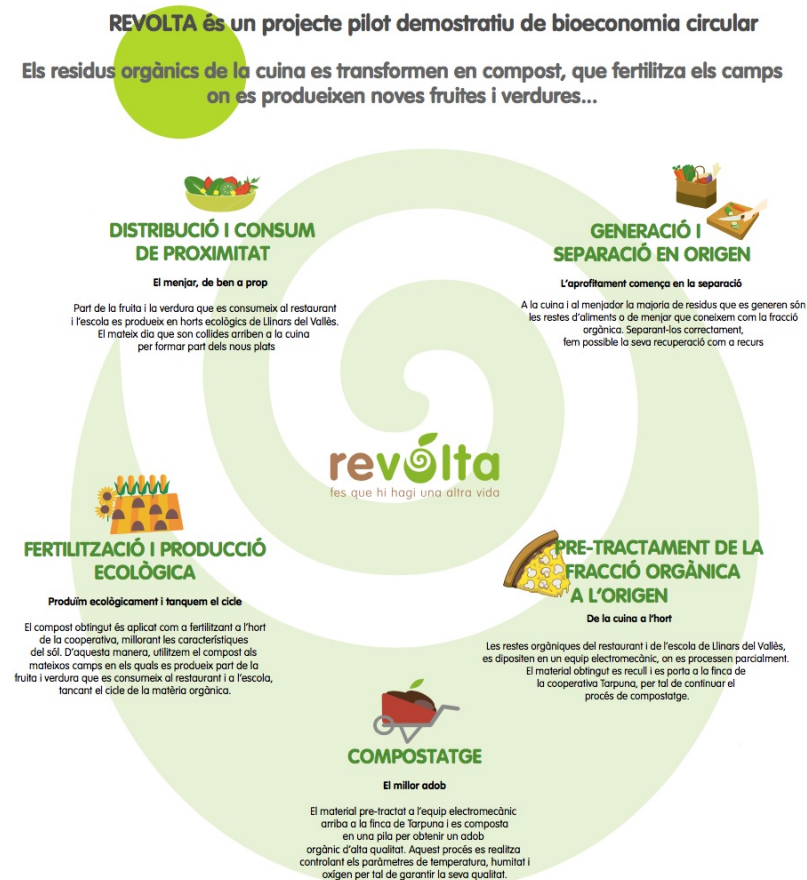 REVOLTA és un projecte pilot demostratiu de bioeconomia circular
Els residus orgànics de la cuina es transformen en compost, que fertilitza els camps
on es produeixen noves fruites i verdures...
DISTRIBUCIÓ I CONSUM
DE PROXIMITAT
El menjar, de ben a prop
Part de la fruita i la verdura que es consumeix al restaurant
i l'escola es produeix en horts ecològics de Llinars del Vallès.
El mateix dia que son collides arriben a la cuina
per formar part dels nous plats
GENERACIÓ I
SEPARACIÓ EN ORIGEN
L'aprofitament comença en la separació
A la cuina i al menjador la majoria de residus que es generen són
les restes d'aliments o de menjar que coneixem com la fracció
orgànica. Separant-los correctament,
fem possible la seva recuperació com a recurs
revolta
fes que hi hagi una altra vida
FERTILITZACIÓ I PRODUCCIÓ
ECOLÒGICA
Produïm ecològicament i tanquem el cicle
El compost obtingut és aplicat com a fertilitzant a l'hort
de la cooperativa, millorant les característiques
del sòl. D'aquesta manera, utilitzem el compost als
mateixos camps en els quals es produeix part de la
fruita i verdura que es consumeix al restaurant i a l'escola,
tancant el cicle de la matèria orgànica.
PRE-TRACTAMENT DE LA
FRACCIÓ ORGÀNICA
A L'ORIGEN
De la cuina a l'hort
Les restes orgàniques del restaurant i de l'escola de Llinars del Vallès,
es dipositen en un equip electromecànic, on es processen parcialment.
El material obtingut es recull i es porta a la finca de
la cooperativa Tarpuna, per tal de continuar el
procés de compostatge.
COMPOSTATGE
El millor adob
El material pre-tractat a l'equip electromecànic
arriba a la finca de Tarpuna i es composta
en una pila per obtenir un adob
orgànic d'alta qualitat. Aquest procés es realitza
controlant els paràmetres de temperatura, humitat i
oxígen per tal de garantir la seva qualitat.